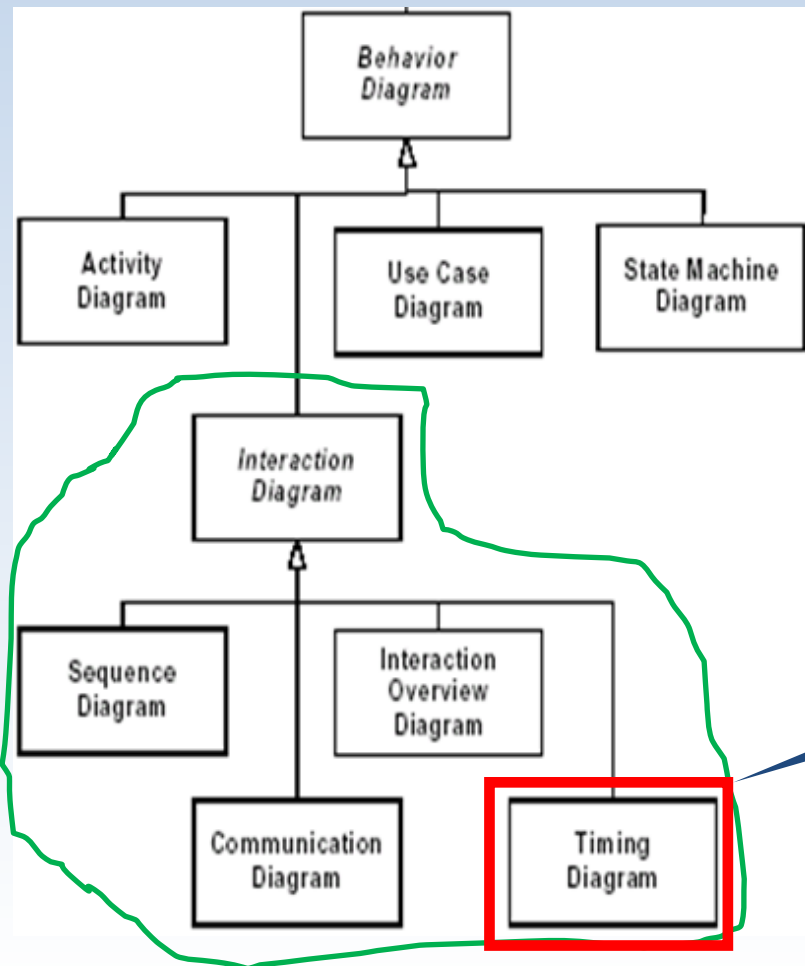 Behavior
Diagram
Activity
Diagram
Use Case
Diagram
State Machine
Diagram
Interaction
Diagram
Sequence
Diagram
Interaction
Overview
Diagram
Communication
Diagram
Timing
Diagram